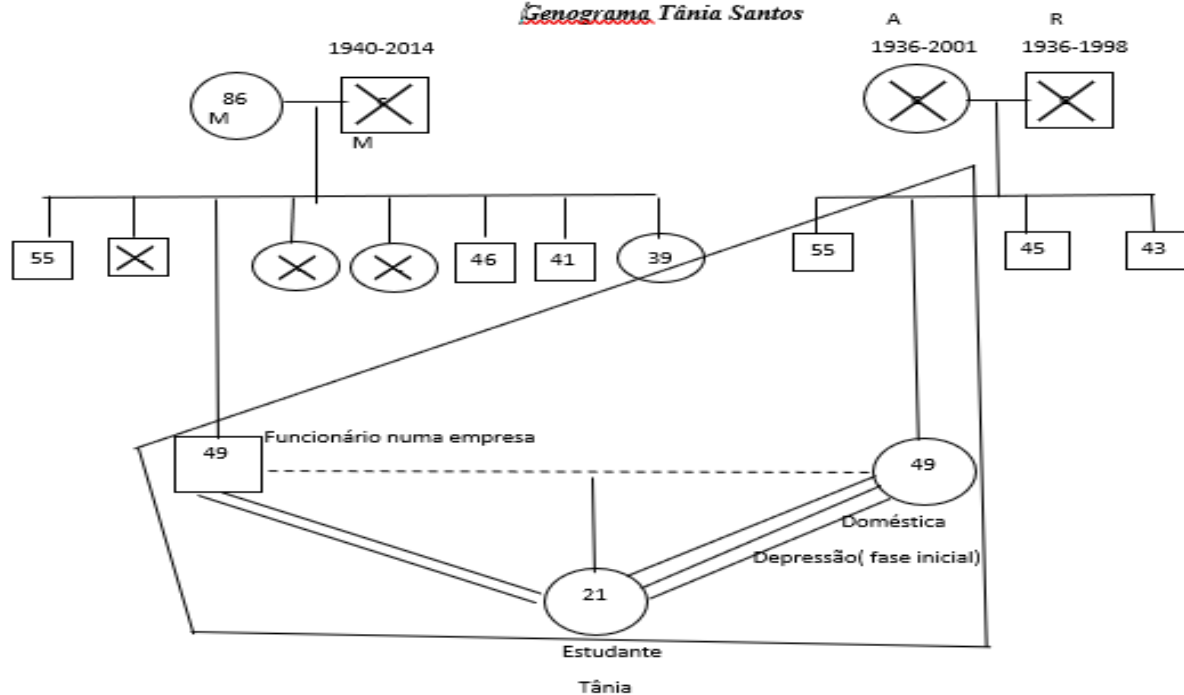 Genograma Tânia Santos
A R
1940-2014 1936-2001 1936-1998
86
M
M
55 46 41 39 55 45 43
49 Funcionário numa empresa 49
Doméstica
Depressão( fase inicial)
21
Estudante
Tânia